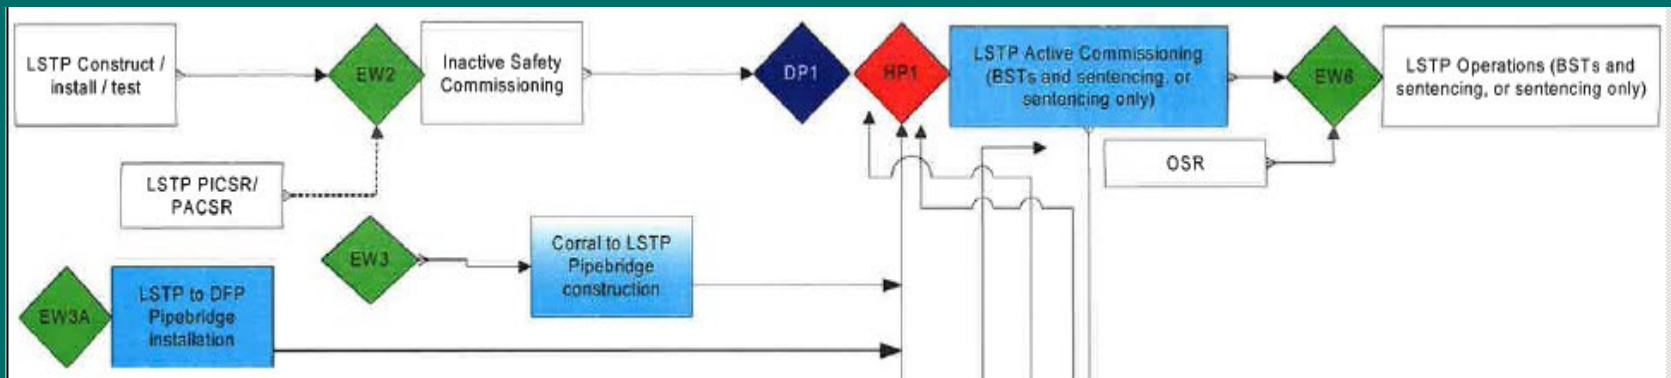 LSTP Construct /
install / test
EW2
Inactive Safety
Commissioning
DP1
HP1
LSTP Active Commissioning
(BSTs and sentencing, or
sentencing only)
EW6
LSTP Operations (BSTs and
sentencing, or sentencing only)
LSTP PICSR/
PACSR
OSR
EW3
Corral to LSTP
Pipebridge
construction
EW3A
LSTP to DFP
Pipebridge
installation